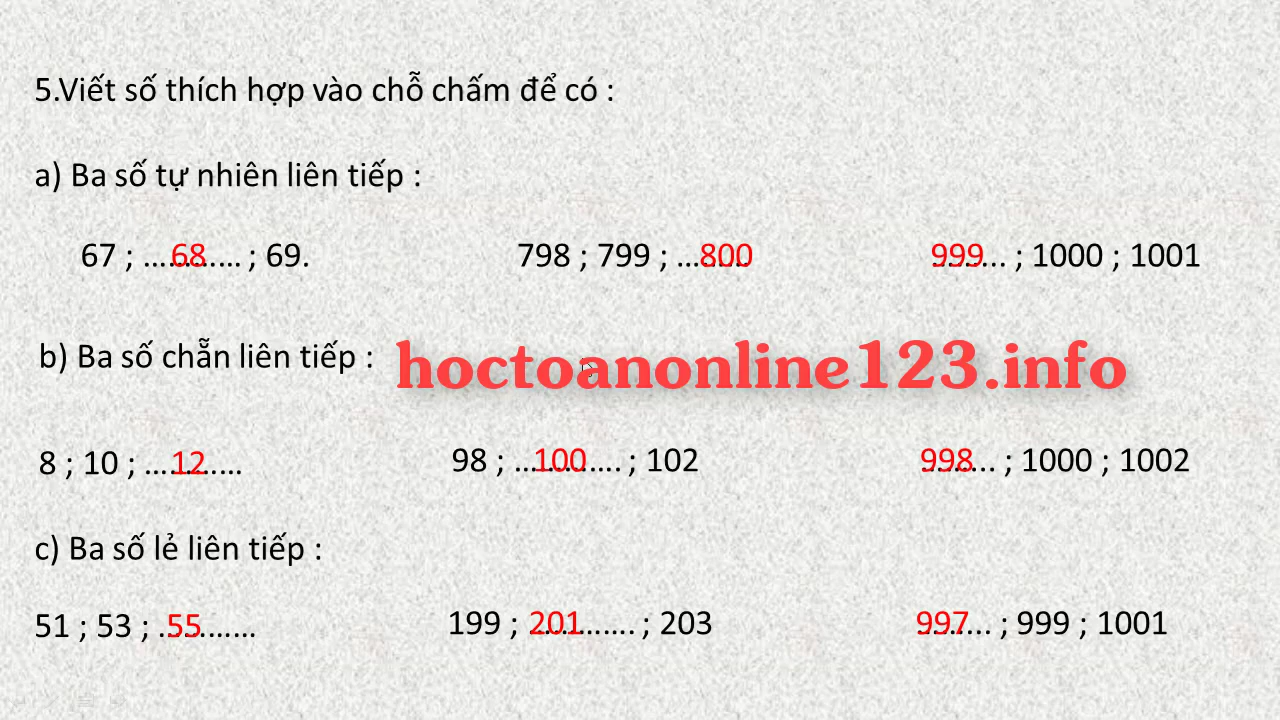 5.Viết số thích hợp vào chỗ chấm để có :
a) Ba số tự nhiên liên tiếp :
67 ; ....68....... ; 69. 798 ; 799 ; ...800... 999...... ; 1000 ; 1001
b) Ba số chẵn liên tiếp : hoctoanonline123.info
8 ; 10 ; ....12....... 98 ; ...100....... ; 102 998...... ; 1000 ; 1002
c) Ba số lẻ liên tiếp :
51 ; 53 ; .55.......... 199 ; 201.......... ; 203 997...... ; 999 ; 1001